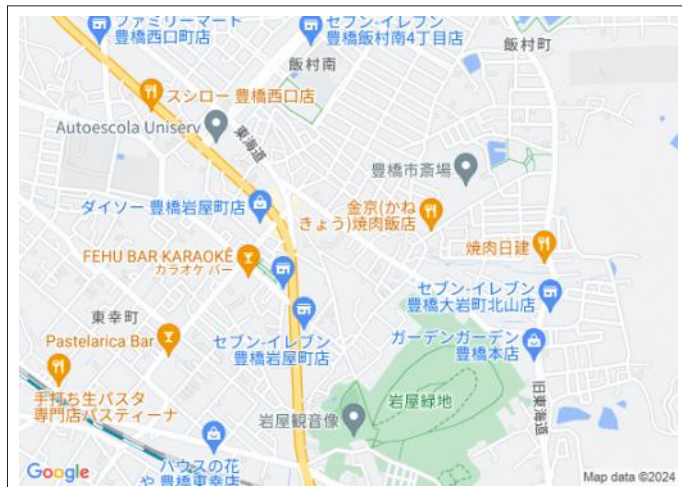 ファミリーマート
豊橋西口町店
セブン-イレブン
豊橋飯村南4丁目店
飯村町
飯村南
スシロー 豊橋西口店
Autoescola Uniserv
東海道
豊橋市斎場
ダイソー 豊橋岩屋町店
金京(かね
きょう)焼肉飯店
焼肉日建
FEHU BAR KARAOKÊ
カラオケ バー
セブン-イレブン
豊橋大岩町北山店
東幸町
Pastelarica Bar
セブン-イレブン
豊橋岩屋町店
ガーデンガーデン
豊橋本店
手打ち生パスタ
専門店パスティーナ
岩屋緑地
旧東海道
岩屋観音像
ハウスの花
や 豊橋東幸店
Google
Map data ©2024